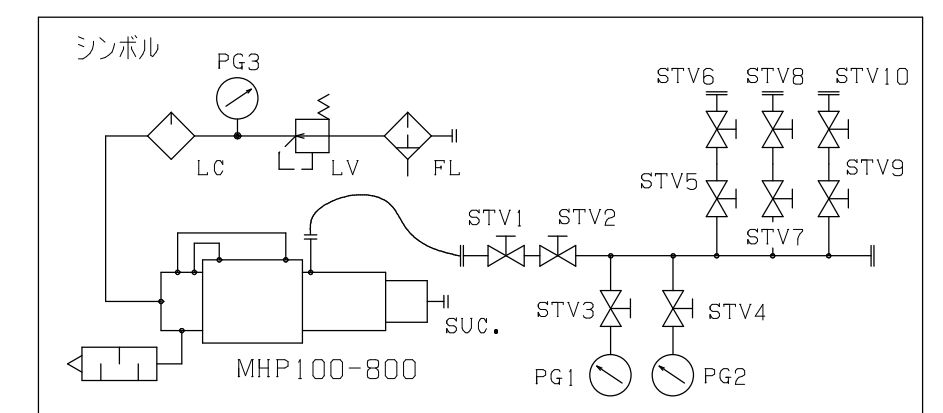 シンボル
PG3
STV6 STV8 STV10
LC LV FL
STV5 STV9
STV1 STV2
STV7
STV3 STV4
SUC.
MHP100-800
PG1 PG2